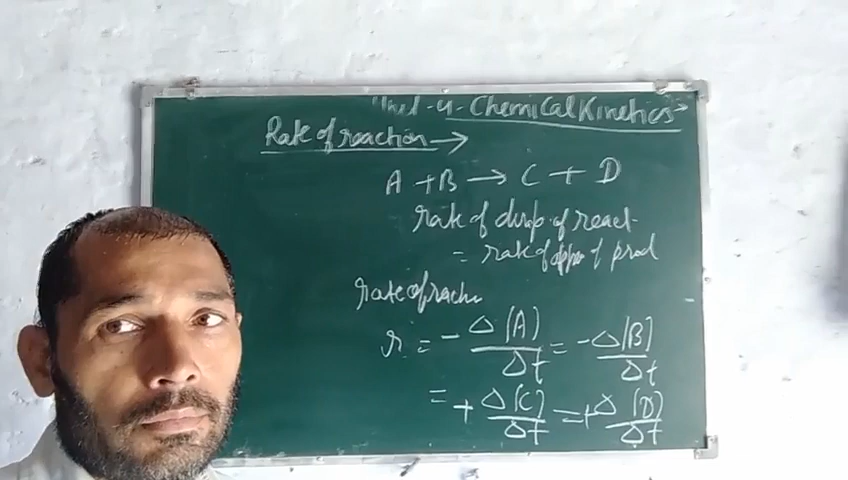 Unit-4-Chemical Kinetics→
Rate of reaction→
A + B → C + D
rate of disap. of react.
= rate of appe of prod
rate of reactn
r = - Δ[A]/Δt = - Δ[B]/Δt
= + Δ[C]/Δt = + Δ[D]/Δt